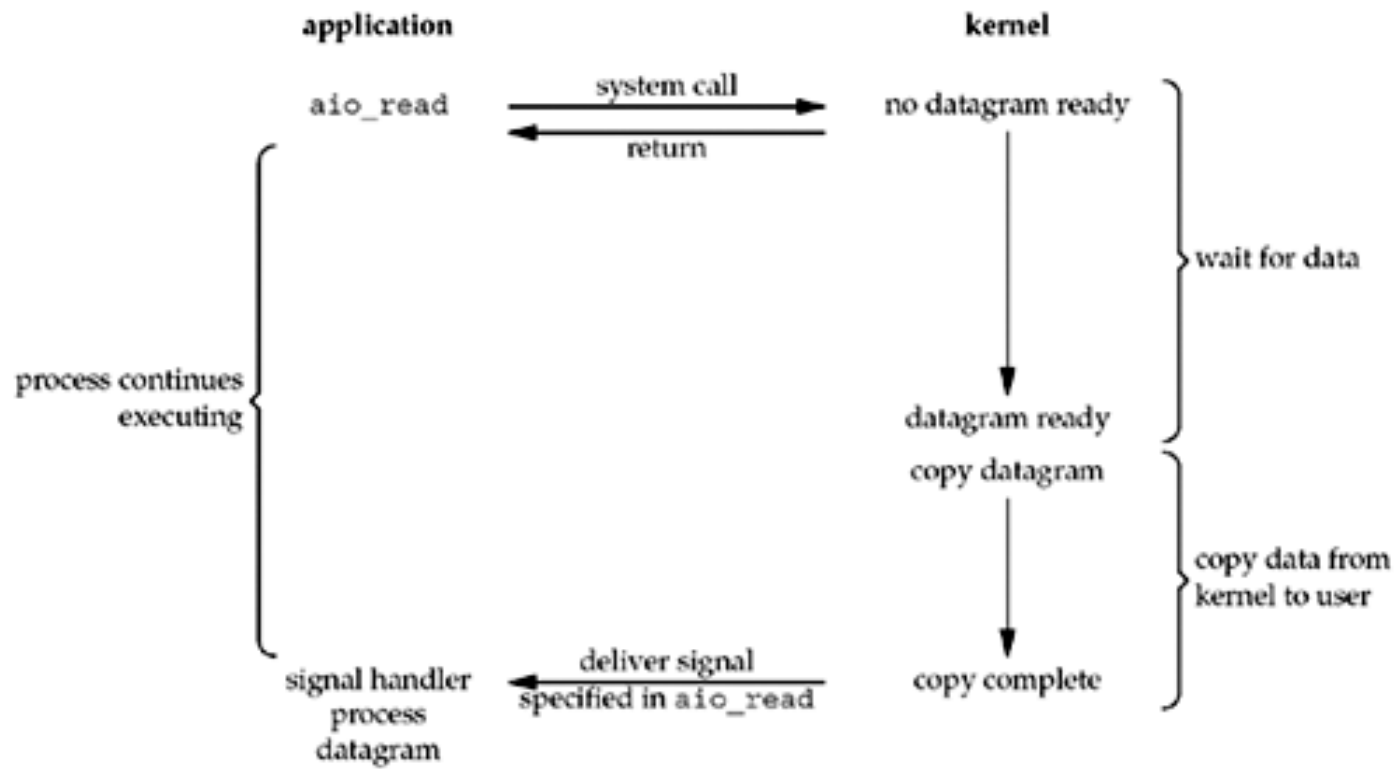 application
kernel
aio_read
system call
no datagram ready
return
wait for data
process continues
executing
datagram ready
copy datagram
copy data from
kernel to user
signal handler
process
datagram
deliver signal
specified in aio_read
copy complete